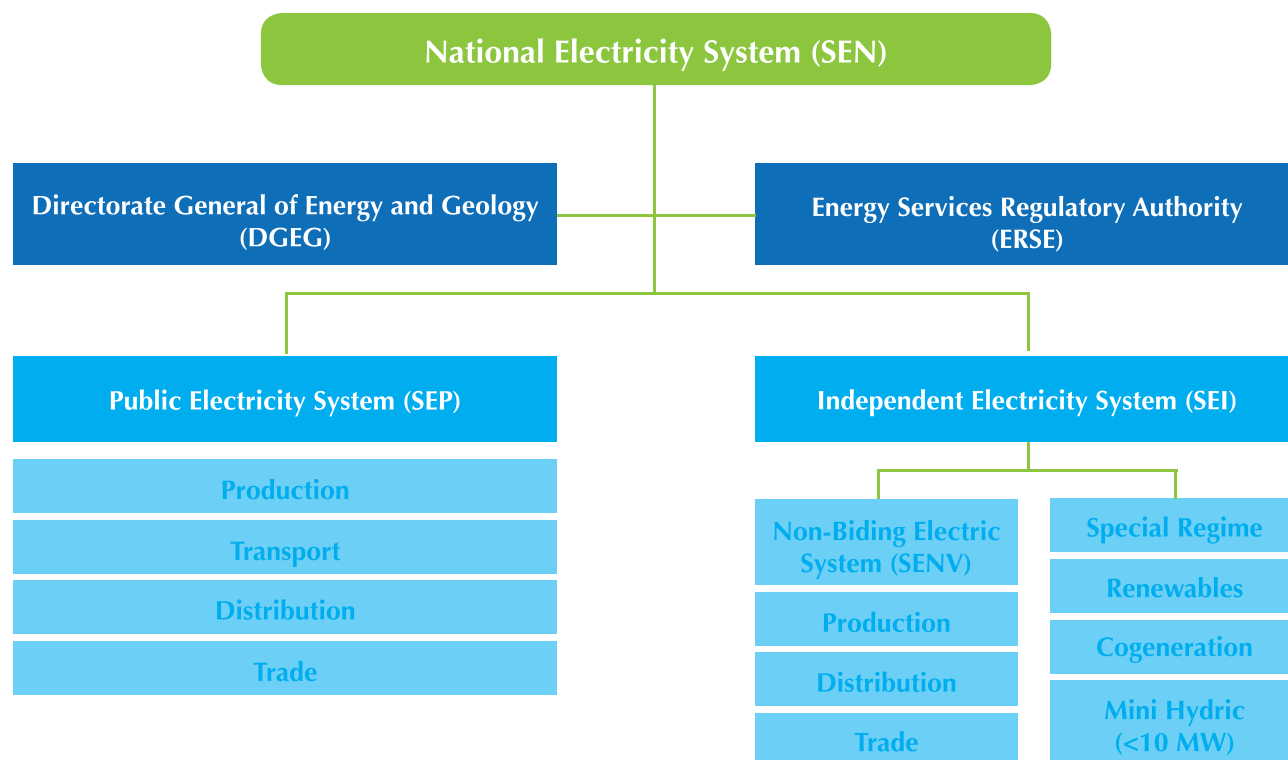 National Electricity System (SEN)
Directorate General of Energy and Geology
(DGEG)
Energy Services Regulatory Authority
(ERSE)
Public Electricity System (SEP)
Production
Transport
Distribution
Trade
Independent Electricity System (SEI)
Non-Biding Electric
System (SENV)
Production
Distribution
Trade
Special Regime
Renewables
Cogeneration
Mini Hydric
(<10 MW)